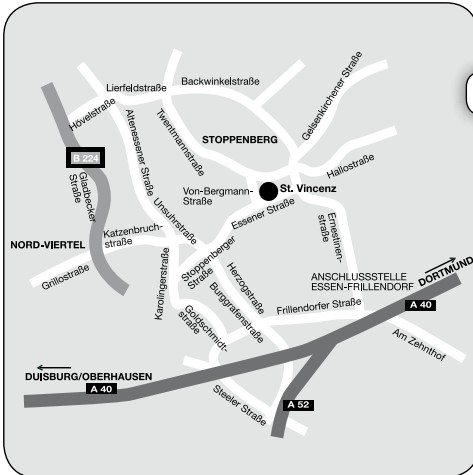 Backwinkelstraße
Lierfeldstraße
Gelsenkirchener Straße
Hövelstraße
Altenessener Straße
Twentmannstraße
STOPPENBERG
B 224
Gladbecker
Straße
Hallostraße
Von-Bergmann-
Straße
St. Vincenz
Unsuhrstraße
Essener Straße
Ernestinen-
straße
Katzenbruch-
straße
NORD-VIERTEL
Grillostraße
Karolingerstraße
Stoppenberger
Straße
Herzogstraße
Burggrafenstraße
ANSCHLUSSSTELLE
ESSEN-FRILLENDORF
DORTMUND
A 40
Goldschmidt-
straße
Frillendorfer Straße
Am Zehnthof
DUISBURG/OBERHAUSEN
A 40
Steeler Straße
A 52